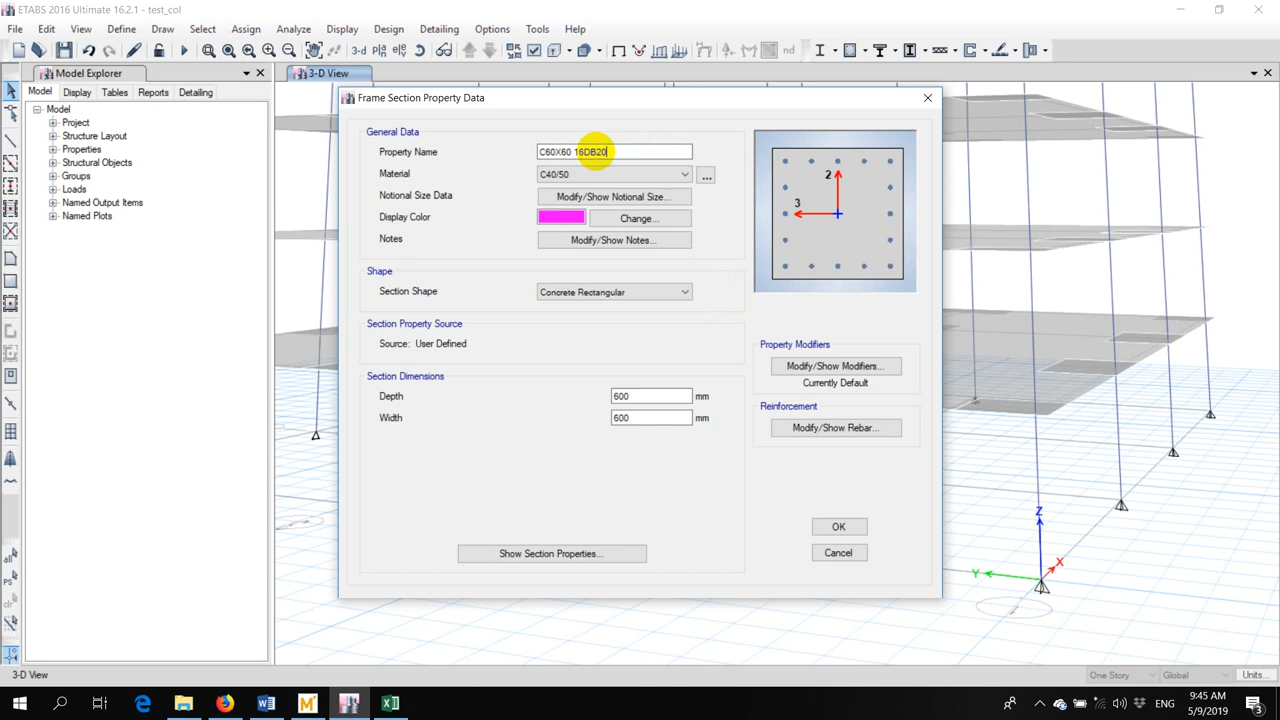 ETABS 2016 Ultimate 16.2.1 - test_col
File Edit View Define Draw Select Assign Analyze Display Design Detailing Options Tools Help
3-d
nd
Model Explorer
3-D View
Model Display Tables Reports Detailing
Model
Project
Structure Layout
Properties
Structural Objects
Groups
Loads
Named Output Items
Named Plots
Frame Section Property Data
General Data
Property Name C60X60 16DB20
Material C40/50 ...
Notional Size Data Modify/Show Notional Size...
Display Color Change...
Notes Modify/Show Notes...
Shape
Section Shape Concrete Rectangular
Section Property Source
Source: User Defined
Section Dimensions
Depth 600 mm
Width 600 mm
Show Section Properties...
2
3
Property Modifiers
Modify/Show Modifiers...
Currently Default
Reinforcement
Modify/Show Rebar...
OK
Cancel
Z
X
Y
all
PS
clr
3-D View
One Story Global Units...
ENG
9:45 AM
5/9/2019
3